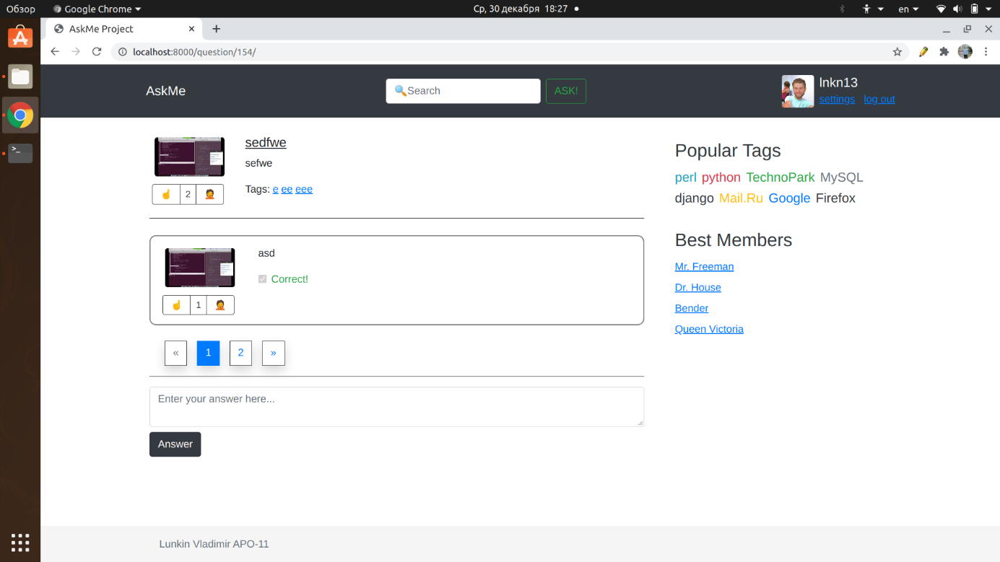 Обзор
Google Chrome
Ср, 30 декабря 18:27
en
AskMe Project
localhost:8000/question/154/
AskMe
Search
ASK!
lnkn13
settings log out
sedfwe
sefwe
2
Tags: e ee eee
asd
Correct!
1
« 1 2 »
Enter your answer here...
Answer
Popular Tags
perl python TechnoPark MySQL
django Mail.Ru Google Firefox
Best Members
Mr. Freeman
Dr. House
Bender
Queen Victoria
Lunkin Vladimir APO-11